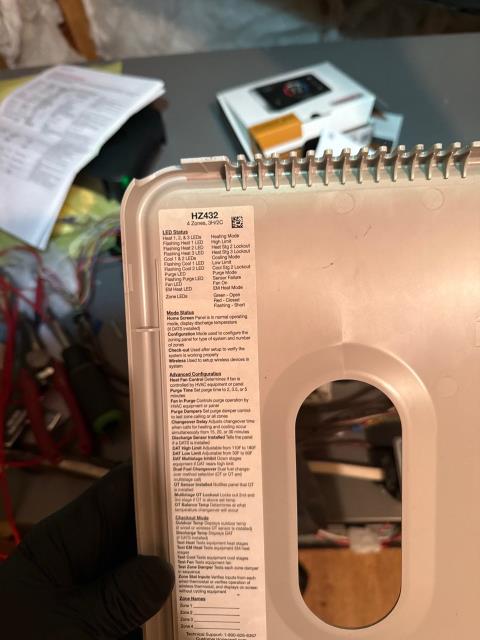 HZ432
4 Zones, 3H/2C
LED Status
Heat 1, 2, & 3 LEDs Heating Mode
Flashing Heat 1 LED High Limit
Flashing Heat 2 LED Heat Stg 2 Lockout
Flashing Heat 3 LED Heat Stg 3 Lockout
Cool 1 & 2 LEDs Cooling Mode
Flashing Cool 1 LED Low Limit
Flashing Cool 2 LED Cool Stg 2 Lockout
Purge LED Purge Mode
Flashing Purge LED Sensor Failure
Fan LED Fan On
EM Heat LED EM Heat Mode
Zone LEDs Green - Open
Red - Closed
Flashing - Short
Mode Status
Home Screen Panel is in normal operating
mode, display discharge temperature
(if DATS installed)
Configuration Mode used to configure the
zoning panel for type of system and number
of zones
Check-out Used after setup to verify the
system is working properly
Wireless Used to setup wireless devices in
system
Advanced Configuration
Heat Fan Control Determines if fan is
controlled by HVAC equipment or panel
Purge Time Set purge time to 2, 3.5, or 5
minutes
Fan in Purge Controls purge operation by
HVAC equipment or panel
Purge Dampers Set purge damper control
to last zone calling or all zones
Changeover Delay Adjusts changeover time
when calls for heating and cooling occur
simultaneously from 15, 20, or 30 minutes
Discharge Sensor Installed Tells the panel
if a DATS is installed
DAT High Limit Adjustable from 110F to 180F
DAT Low Limit Adjustable from 30F to 60F
DAT Multistage Inhibit Down stages
equipment if DAT nears high limit
Dual Fuel Changeover Dual fuel change-
over method selection (OT or OT and
multistage call)
OT Sensor Installed Notifies panel that OT
is installed
Multistage OT Lockout Locks out 2nd and
3rd stage if OT is above set temp
OT Balance Temp Determines at what
temperature changeover will occur
Checkout Mode
Outdoor Temp Displays outdoor temp
(if wired or wireless OT sensor is installed)
Discharge Temp Displays DAT
(if DATS installed)
Test Heat Tests equipment heat stages
Test EM Heat Tests equipment EM heat
stages
Test Cool Tests equipment cool stages
Test Fan Tests equipment fan
Test Zone Damper Tests each zone damper
in sequence
Zone Stat Inputs Verifies inputs from each
wired thermostat or verifies operation of
wireless thermostat, and displays on screen
without cycling equipment
Zone Names
Zone 1
Zone 2
Zone 3
Zone 4
Technical Support: 1-800-828-8367